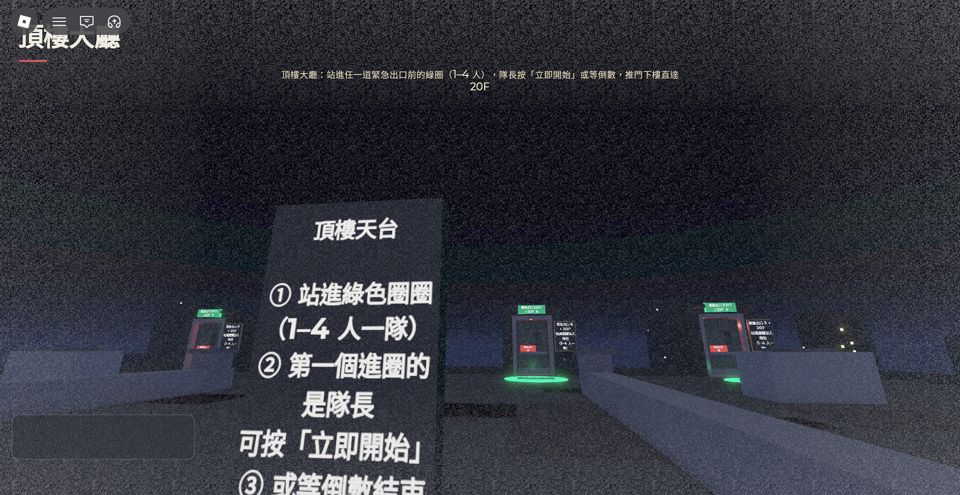 頂樓大廳
頂樓大廳：站進任一道緊急出口前的綠圈（1–4 人），隊長按「立即開始」或等倒數，推門下樓直達
20F
頂樓天台
① 站進綠色圈圈
（1–4 人一隊）
② 第一個進圈的
是隊長
可按「立即開始」
③ 或等倒數結束